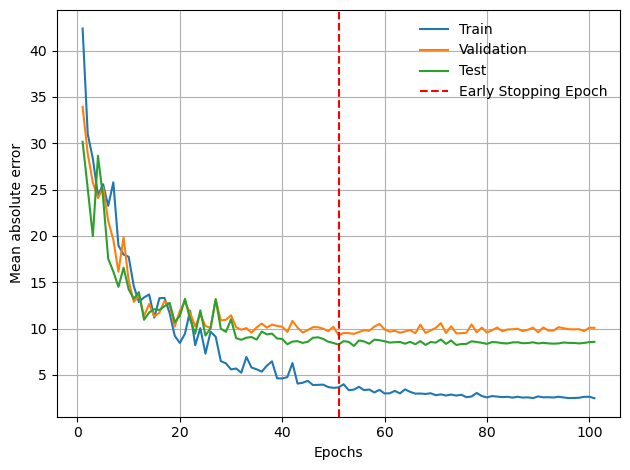 Train
Validation
Test
Early Stopping Epoch
Mean absolute error
40
35
30
25
20
15
10
5
0 20 40 60 80 100
Epochs